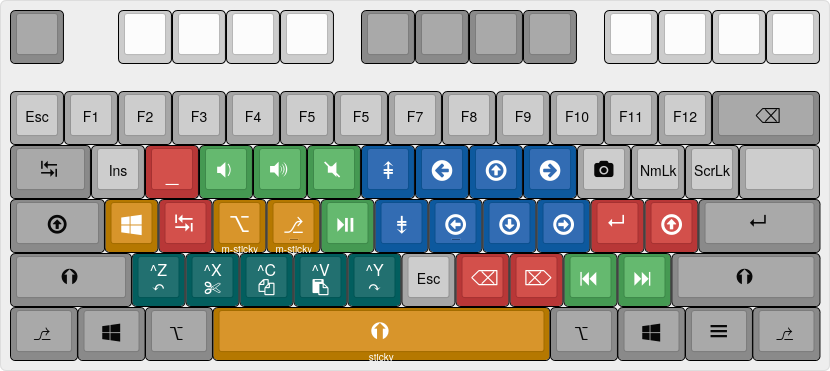 Esc F1 F2 F3 F4 F5 F5 F7 F8 F9 F10 F11 F12
Ins _ NmLk ScrLk
m-sticky m-sticky
^Z ^X ^C ^V ^Y Esc
sticky